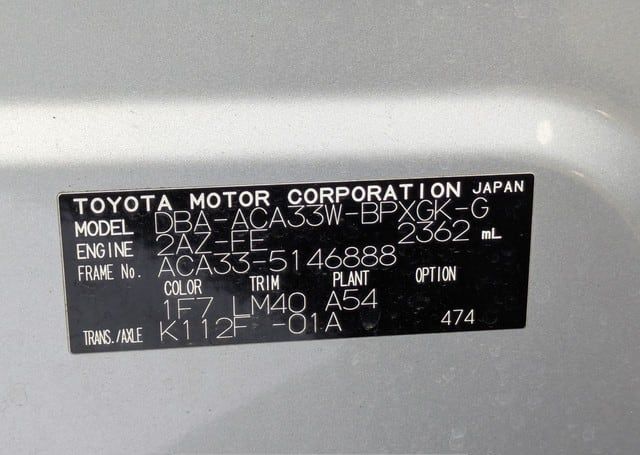 TOYOTA MOTOR CORPORATION JAPAN
MODEL DBA-ACA33W-BPXGK-G
ENGINE 2AZ-FE 2362 mL
FRAME No. ACA33-5146888
COLOR TRIM PLANT OPTION
1F7 LM40 A54
TRANS./AXLE K112F -01A 474